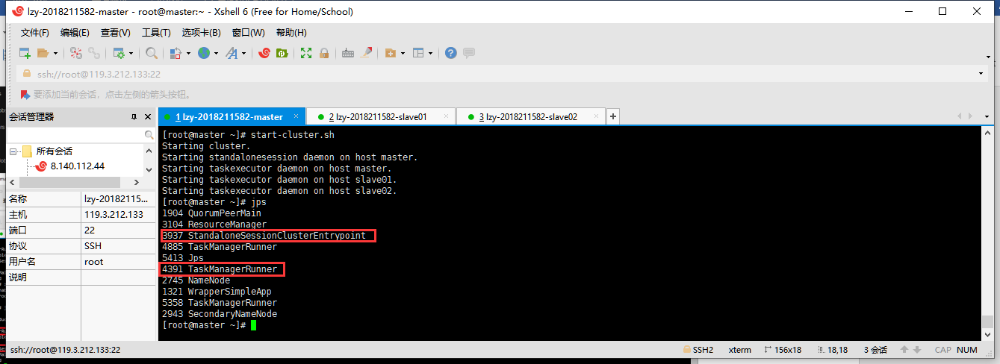 lzy-2018211582-master - root@master:~ - Xshell 6 (Free for Home/School)
文件(F) 编辑(E) 查看(V) 工具(T) 选项卡(B) 窗口(W) 帮助(H)
ssh://root@119.3.212.133:22
要添加当前会话，点击左侧的箭头按钮。
会话管理器
1 lzy-2018211582-master
2 lzy-2018211582-slave01
3 lzy-2018211582-slave02
所有会话
8.140.112.44
名称 lzy-20182115...
主机 119.3.212.133
端口 22
协议 SSH
用户名 root
说明
[root@master ~]# start-cluster.sh
Starting cluster.
Starting standalonesession daemon on host master.
Starting taskexecutor daemon on host master.
Starting taskexecutor daemon on host slave01.
Starting taskexecutor daemon on host slave02.
[root@master ~]# jps
1904 QuorumPeerMain
3104 ResourceManager
3937 StandaloneSessionClusterEntrypoint
4885 TaskManagerRunner
5413 Jps
4391 TaskManagerRunner
2745 NameNode
1321 WrapperSimpleApp
5358 TaskManagerRunner
2943 SecondaryNameNode
[root@master ~]#
ssh://root@119.3.212.133:22 SSH2 xterm 156x18 18,18 3 会话 CAP NUM